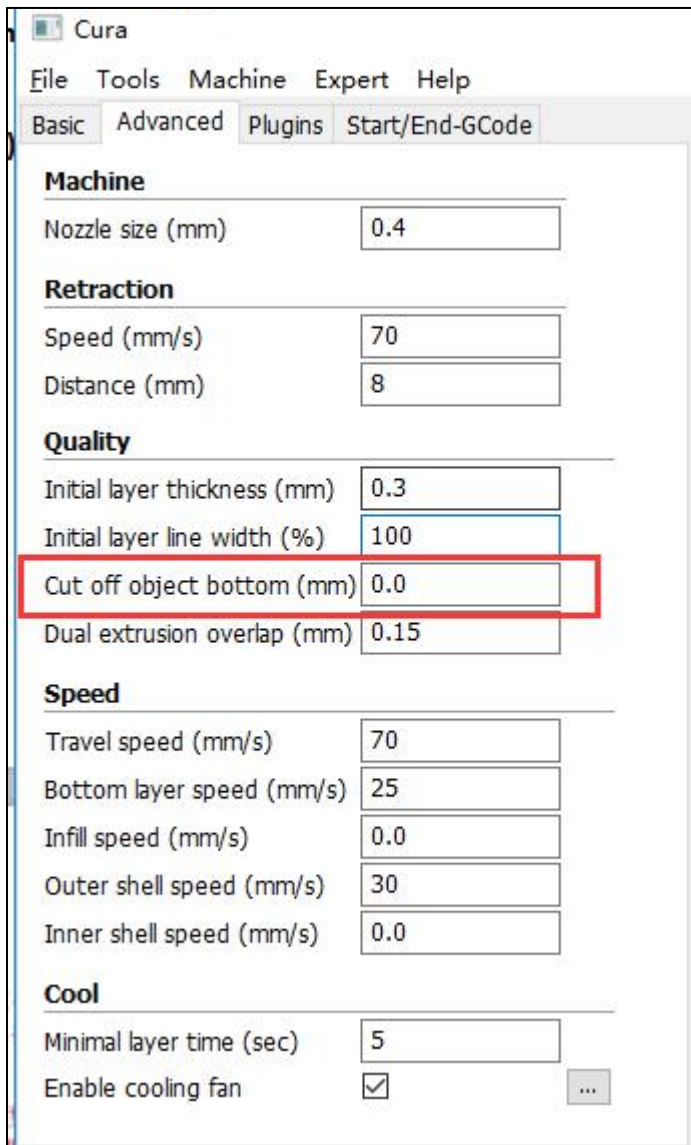 Cura
File Tools Machine Expert Help
Basic Advanced Plugins Start/End-GCode
Machine
Nozzle size (mm) 0.4
Retraction
Speed (mm/s) 70
Distance (mm) 8
Quality
Initial layer thickness (mm) 0.3
Initial layer line width (%) 100
Cut off object bottom (mm) 0.0
Dual extrusion overlap (mm) 0.15
Speed
Travel speed (mm/s) 70
Bottom layer speed (mm/s) 25
Infill speed (mm/s) 0.0
Outer shell speed (mm/s) 30
Inner shell speed (mm/s) 0.0
Cool
Minimal layer time (sec) 5
Enable cooling fan ...